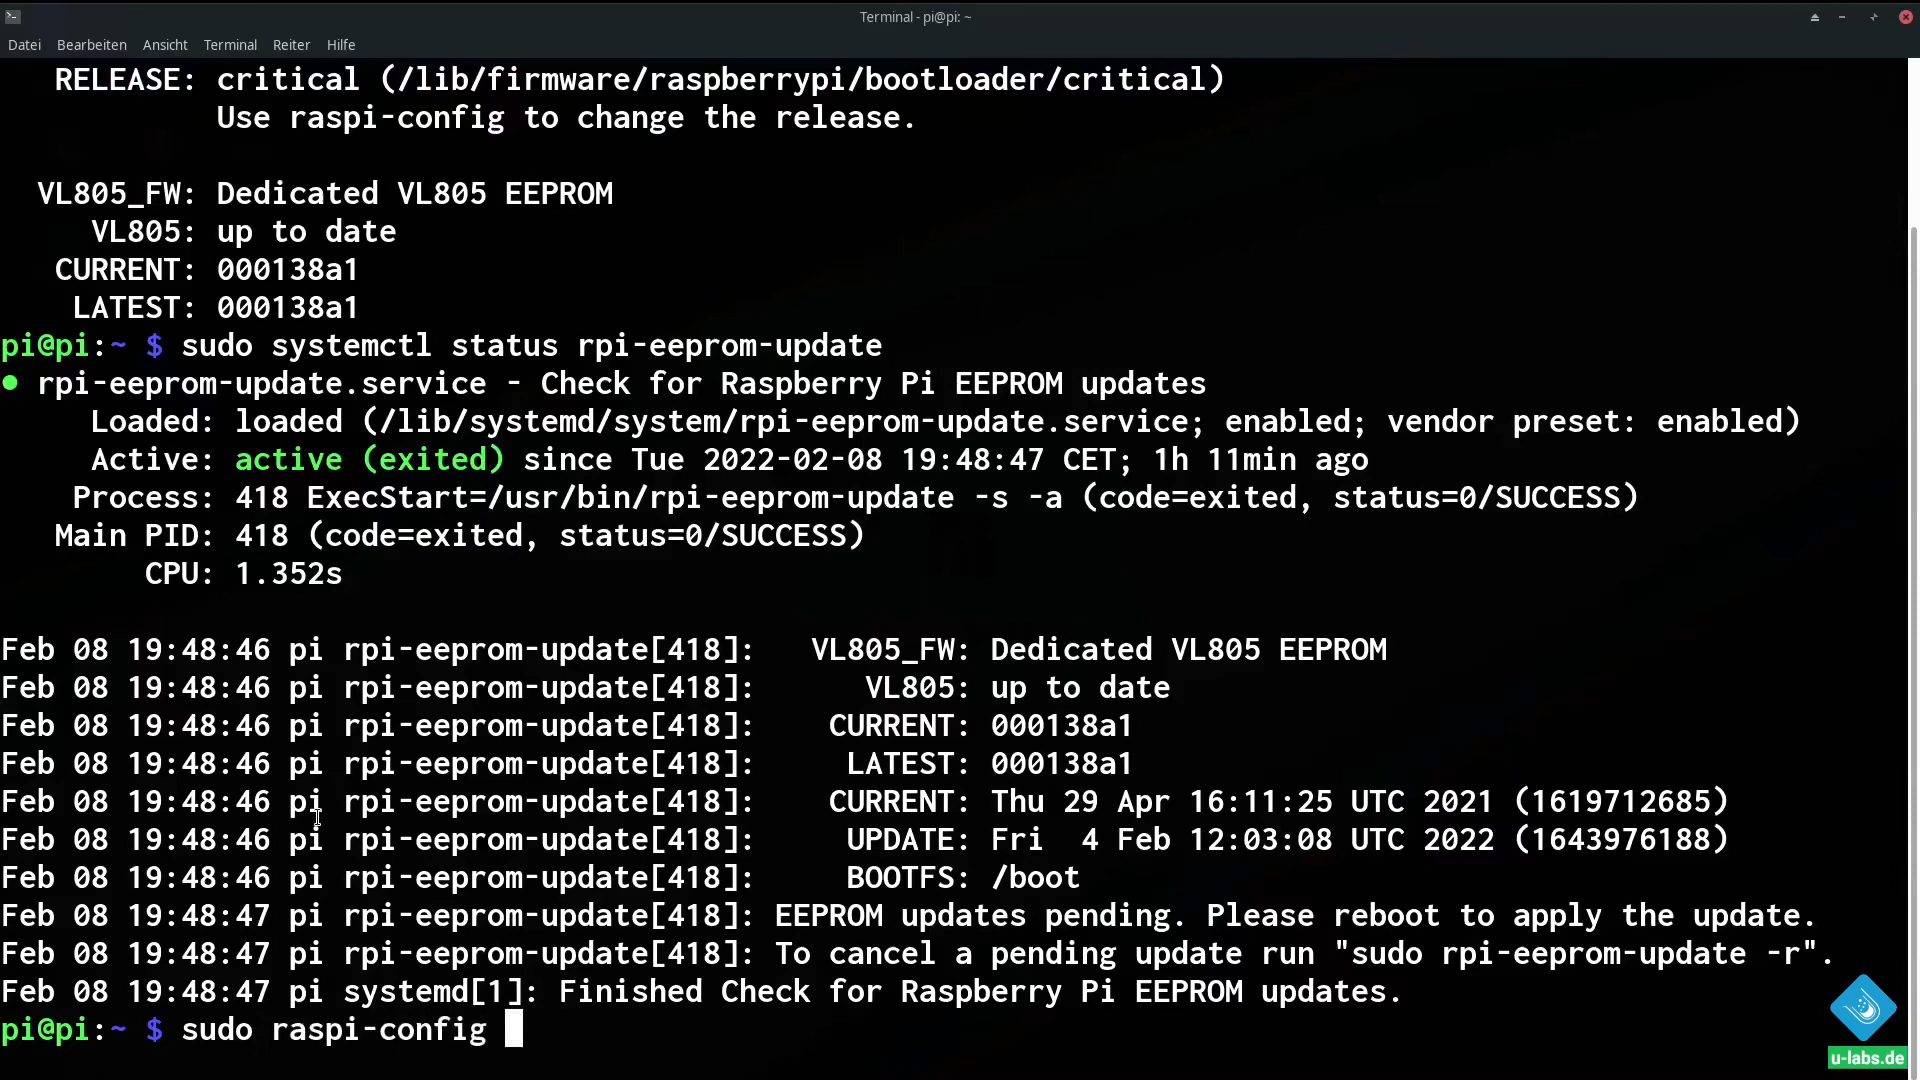 Terminal - pi@pi: ~
Datei Bearbeiten Ansicht Terminal Reiter Hilfe
RELEASE: critical (/lib/firmware/raspberrypi/bootloader/critical)
Use raspi-config to change the release.
VL805_FW: Dedicated VL805 EEPROM
VL805: up to date
CURRENT: 000138a1
LATEST: 000138a1
pi@pi:~ $ sudo systemctl status rpi-eeprom-update
● rpi-eeprom-update.service - Check for Raspberry Pi EEPROM updates
Loaded: loaded (/lib/systemd/system/rpi-eeprom-update.service; enabled; vendor preset: enabled)
Active: active (exited) since Tue 2022-02-08 19:48:47 CET; 1h 11min ago
Process: 418 ExecStart=/usr/bin/rpi-eeprom-update -s -a (code=exited, status=0/SUCCESS)
Main PID: 418 (code=exited, status=0/SUCCESS)
CPU: 1.352s
Feb 08 19:48:46 pi rpi-eeprom-update[418]: VL805_FW: Dedicated VL805 EEPROM
Feb 08 19:48:46 pi rpi-eeprom-update[418]: VL805: up to date
Feb 08 19:48:46 pi rpi-eeprom-update[418]: CURRENT: 000138a1
Feb 08 19:48:46 pi rpi-eeprom-update[418]: LATEST: 000138a1
Feb 08 19:48:46 pi rpi-eeprom-update[418]: CURRENT: Thu 29 Apr 16:11:25 UTC 2021 (1619712685)
Feb 08 19:48:46 pi rpi-eeprom-update[418]: UPDATE: Fri  4 Feb 12:03:08 UTC 2022 (1643976188)
Feb 08 19:48:46 pi rpi-eeprom-update[418]: BOOTFS: /boot
Feb 08 19:48:47 pi rpi-eeprom-update[418]: EEPROM updates pending. Please reboot to apply the update.
Feb 08 19:48:47 pi rpi-eeprom-update[418]: To cancel a pending update run "sudo rpi-eeprom-update -r".
Feb 08 19:48:47 pi systemd[1]: Finished Check for Raspberry Pi EEPROM updates.
pi@pi:~ $ sudo raspi-config
u-labs.de